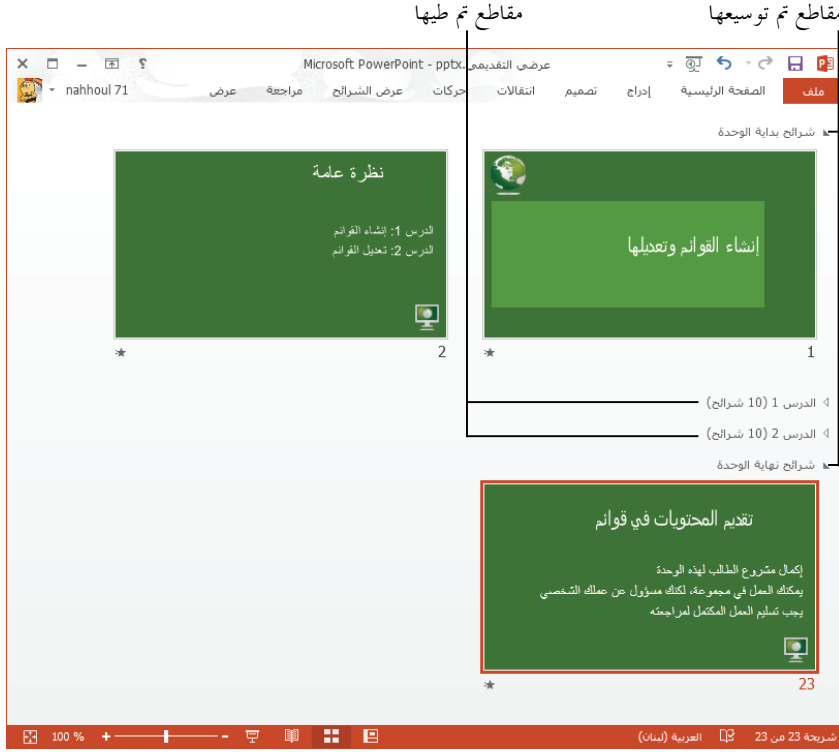 مقاطع تم توسيعها
مقاطع تم طيها
عرضي التقديمي.pptx - Microsoft PowerPoint
ملف الصفحة الرئيسية إدراج تصميم انتقالات حركات عرض الشرائح مراجعة عرض nahhoul 71
شرائح بداية الوحدة
إنشاء القوائم وتعديلها
1
نظرة عامة
الدرس 1: إنشاء القوائم
الدرس 2: تعديل القوائم
2
الدرس 1 (10 شرائح)
الدرس 2 (10 شرائح)
شرائح نهاية الوحدة
تقديم المحتويات في قوائم
إكمال مشروع الطالب لهذه الوحدة
يمكنك العمل في مجموعة، لكنك مسؤول عن عملك الشخصي
يجب تسليم العمل المكتمل لمراجعته
23
شريحة 23 من 23 العربية (لبنان) 100 %